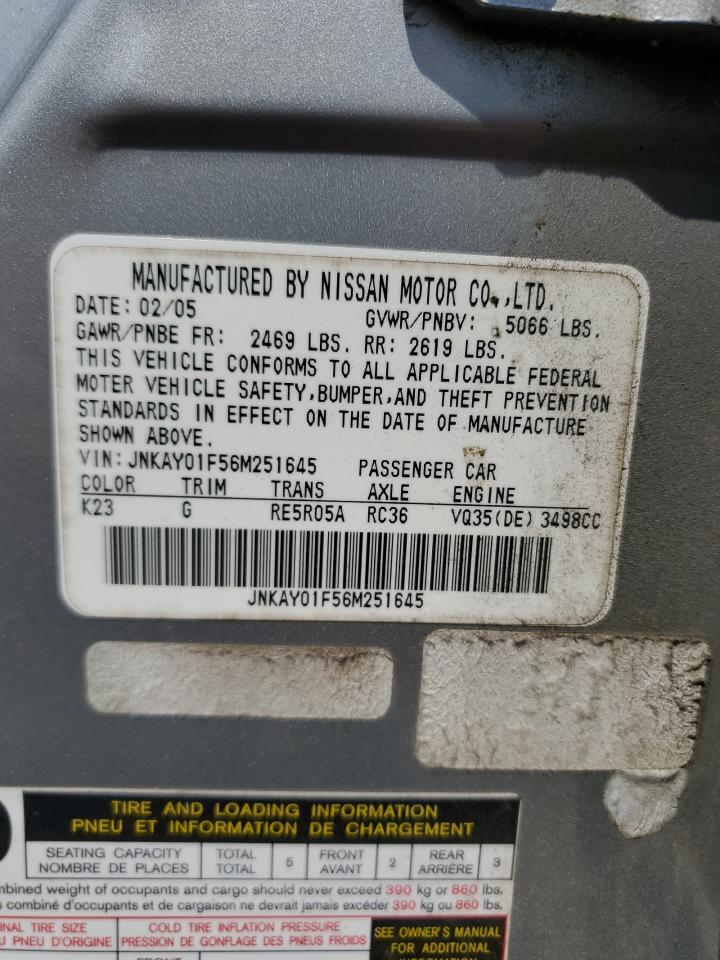 MANUFACTURED BY NISSAN MOTOR CO.,LTD.
DATE: 02/05 GVWR/PNBV: 5066 LBS.
GAWR/PNBE FR: 2469 LBS. RR: 2619 LBS.
THIS VEHICLE CONFORMS TO ALL APPLICABLE FEDERAL
MOTER VEHICLE SAFETY,BUMPER,AND THEFT PREVENTION
STANDARDS IN EFFECT ON THE DATE OF MANUFACTURE
SHOWN ABOVE.
VIN: JNKAY01F56M251645 PASSENGER CAR
COLOR TRIM TRANS AXLE ENGINE
K23 G RE5R05A RC36 VQ35(DE) 3498CC
JNKAY01F56M251645
TIRE AND LOADING INFORMATION
PNEU ET INFORMATION DE CHARGEMENT
SEATING CAPACITY TOTAL 5 FRONT 2 REAR 3
NOMBRE DE PLACES TOTAL AVANT ARRIÈRE
mbined weight of occupants and cargo should never exceed 390 kg or 860 lbs.
s combiné d'occupants et de cargaison ne devrait jamais excéder 390 kg ou 860 lbs.
NAL TIRE SIZE COLD TIRE INFLATION PRESSURE SEE OWNER'S MANUAL
U PNEU D'ORIGINE PRESSION DE GONFLAGE DES PNEUS FROIDS FOR ADDITIONAL